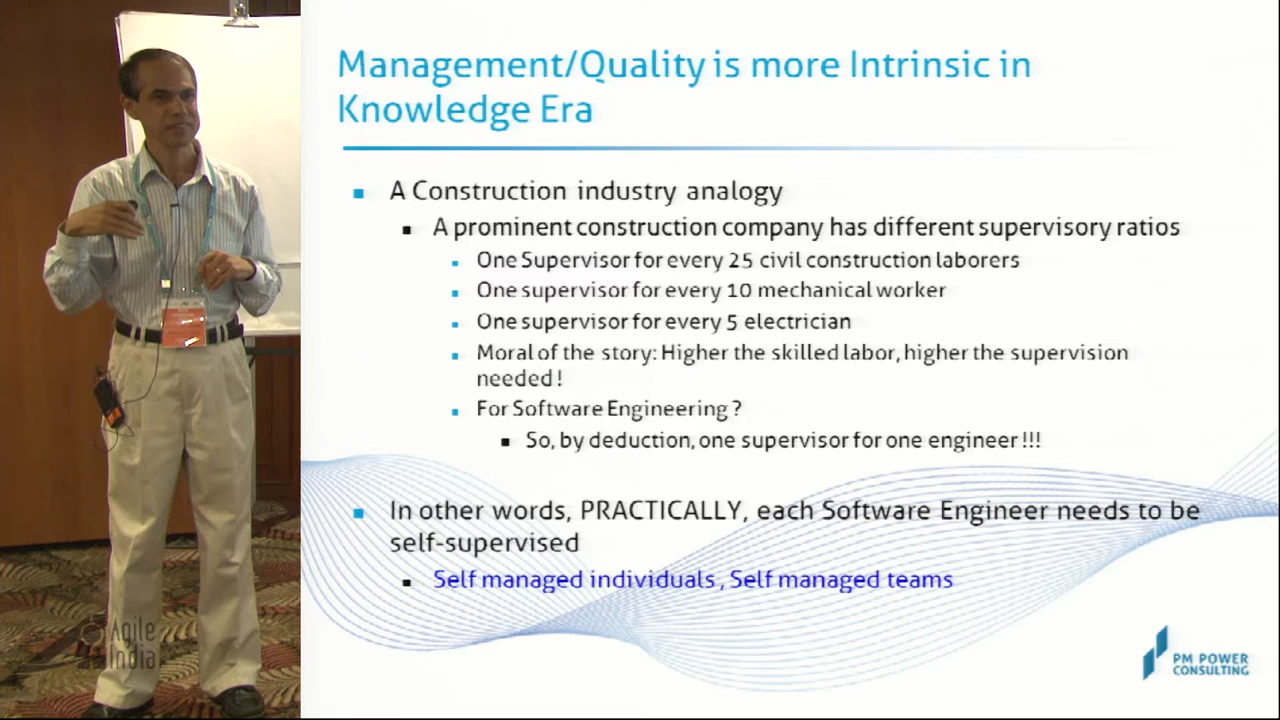 Management/Quality is more Intrinsic in
Knowledge Era
A Construction industry analogy
A prominent construction company has different supervisory ratios
One Supervisor for every 25 civil construction laborers
One supervisor for every 10 mechanical worker
One supervisor for every 5 electrician
Moral of the story: Higher the skilled labor, higher the supervision
needed !
For Software Engineering ?
So, by deduction, one supervisor for one engineer !!!
In other words, PRACTICALLY, each Software Engineer needs to be
self-supervised
Self managed individuals , Self managed teams
PM POWER
CONSULTING
Agile
India